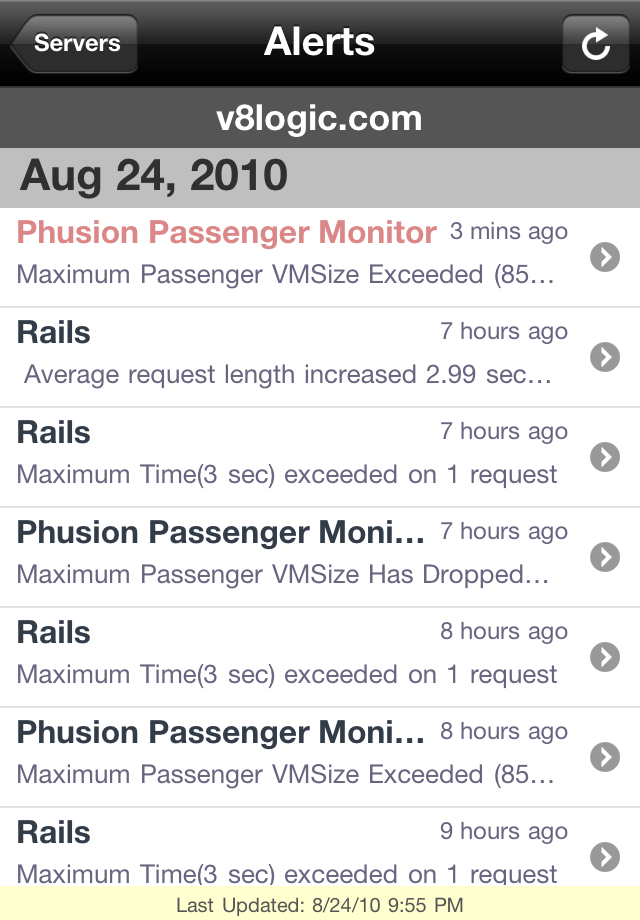 Servers Alerts
v8logic.com
Aug 24, 2010
Phusion Passenger Monitor 3 mins ago
Maximum Passenger VMSize Exceeded (85...
Rails 7 hours ago
Average request length increased 2.99 sec...
Rails 7 hours ago
Maximum Time(3 sec) exceeded on 1 request
Phusion Passenger Moni... 7 hours ago
Maximum Passenger VMSize Has Dropped...
Rails 8 hours ago
Maximum Time(3 sec) exceeded on 1 request
Phusion Passenger Moni... 8 hours ago
Maximum Passenger VMSize Exceeded (85...
Rails 9 hours ago
Maximum Time(3 sec) exceeded on 1 request
Last Updated: 8/24/10 9:55 PM